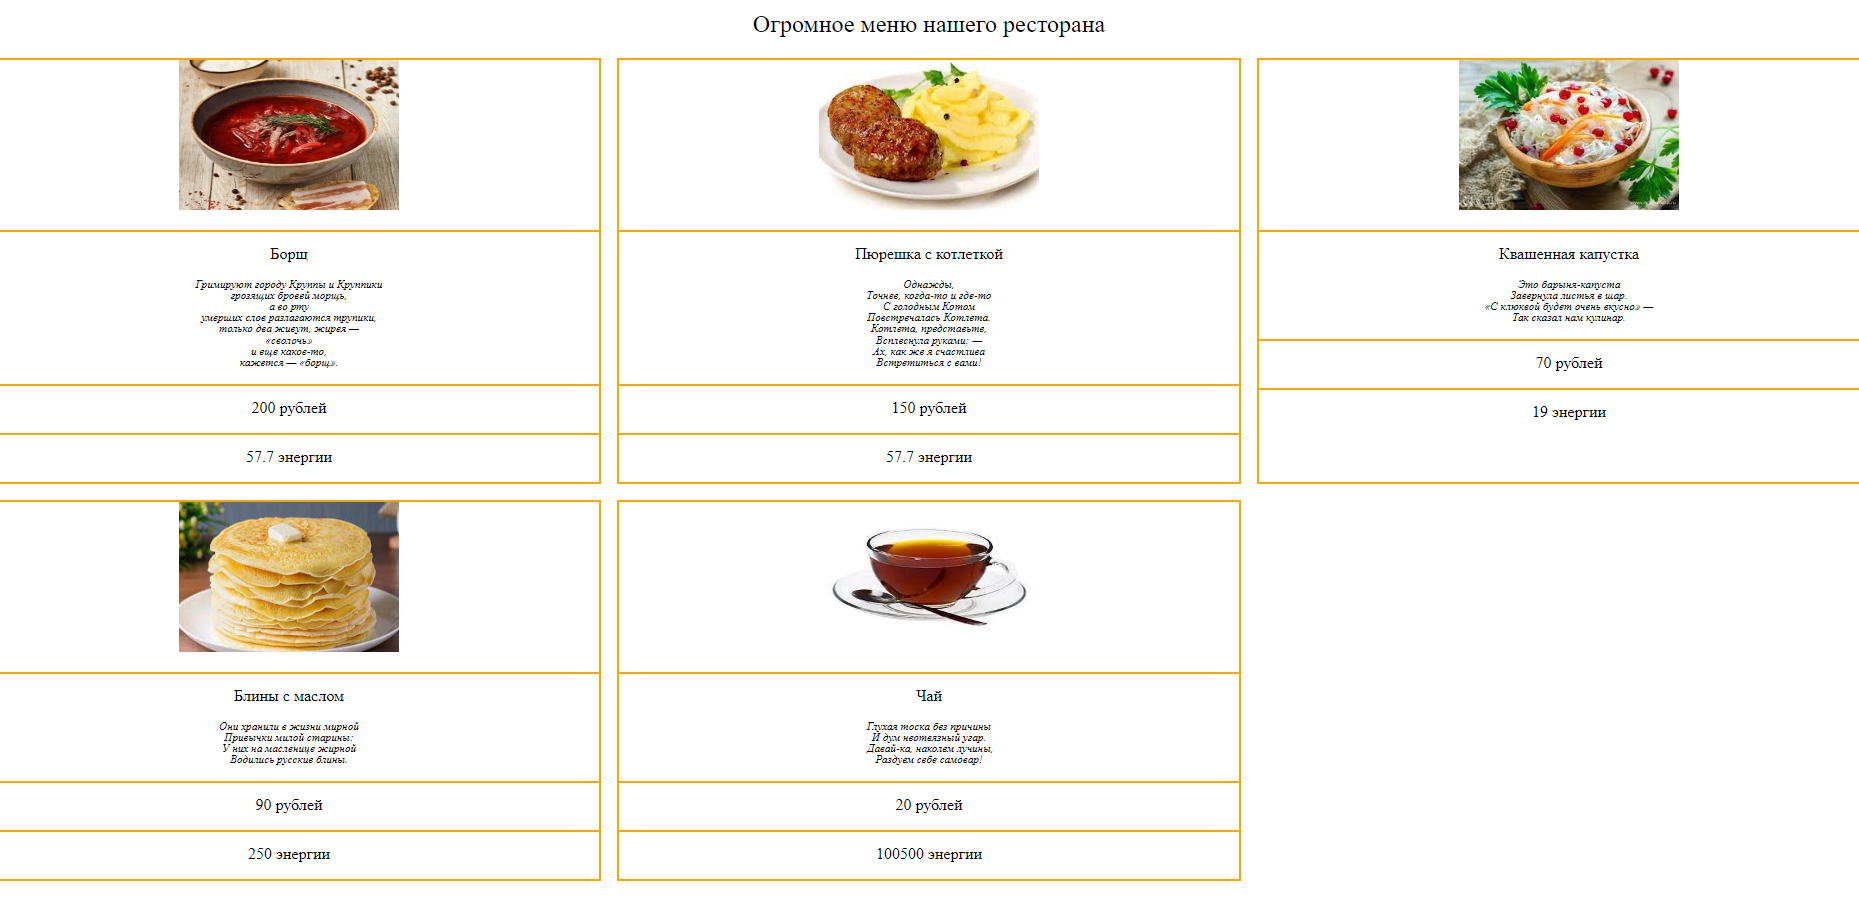 Огромное меню нашего ресторана
Борщ
Гримируют городу Круппы и Круппики
грозящих бровей морщь,
а во рту
умерших слов разлагаются трупики,
только два живут, жирея —
«сволочь»
и еще какое-то,
кажется — «борщ».
200 рублей
57.7 энергии
Пюрешка с котлеткой
Однажды,
Точнее, когда-то и где-то
С голодным Котом
Повстречалась Котлета.
Котлета, представьте,
Всплеснула руками: —
Ах, как же я счастлива
Встретиться с вами!
150 рублей
57.7 энергии
Квашенная капустка
Это барыня-капуста
Завернула листья в шар.
«С клюквой будет очень вкусно» —
Так сказал нам кулинар.
70 рублей
19 энергии
Блины с маслом
Они хранили в жизни мирной
Привычки милой старины:
У них на масленице жирной
Водились русские блины.
90 рублей
250 энергии
Чай
Глухая тоска без причины
И дум неотвязный угар.
Давай-ка, наколем лучины,
Раздуем себе самовар!
20 рублей
100500 энергии